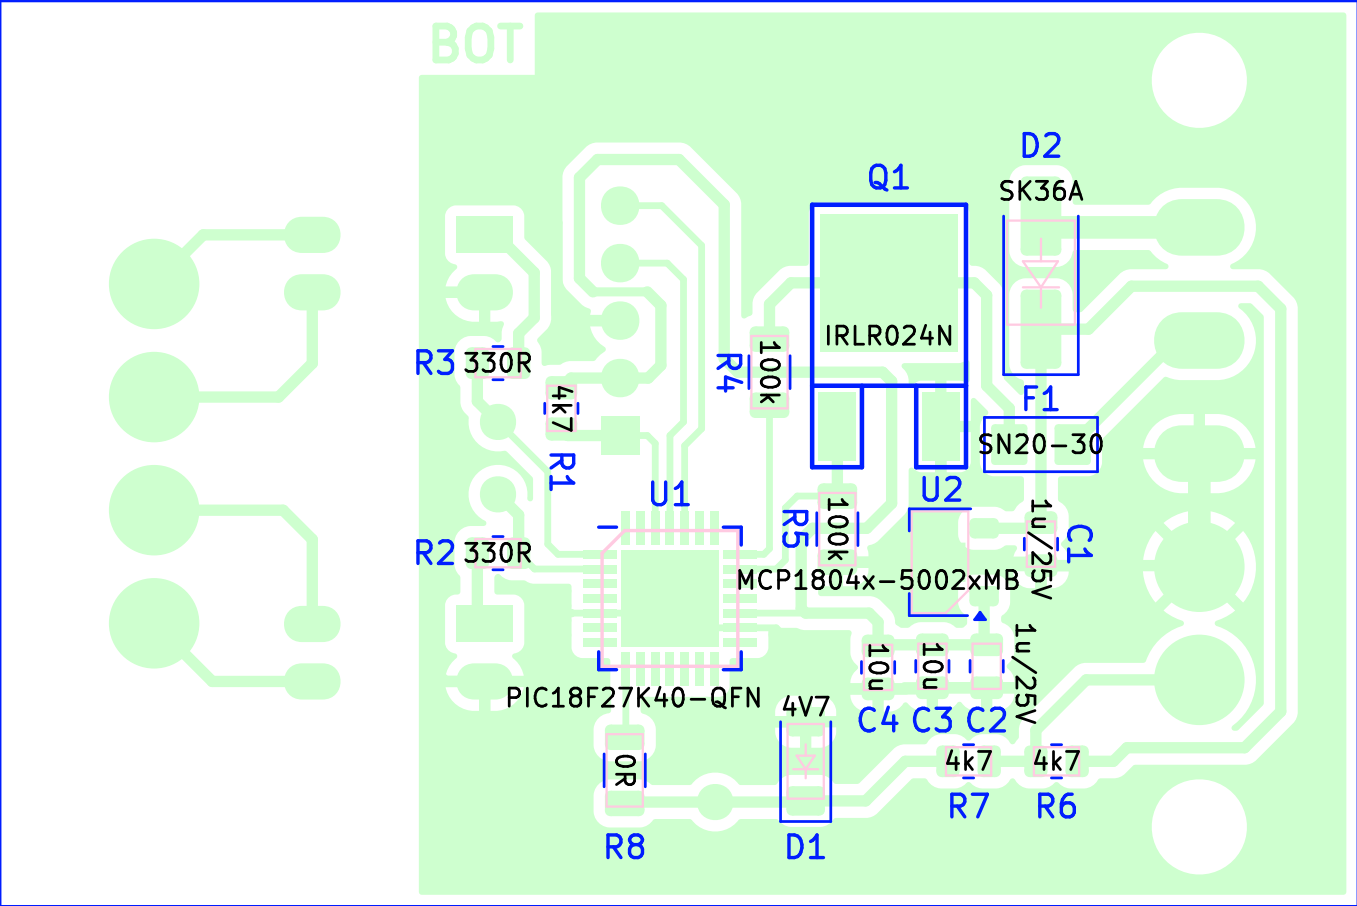 BOT
D2
Q1
SK36A
IRLR024N
R3
330R
R4
100k
4k7
F1
SN20-30
R1
U1
U2
R5
100k
1u/25V
C1
R2
330R
MCP1804x-5002xMB
10u
10u
1u/25V
PIC18F27K40-QFN
4V7
C4
C3
C2
0R
4k7
4k7
R7
R6
R8
D1